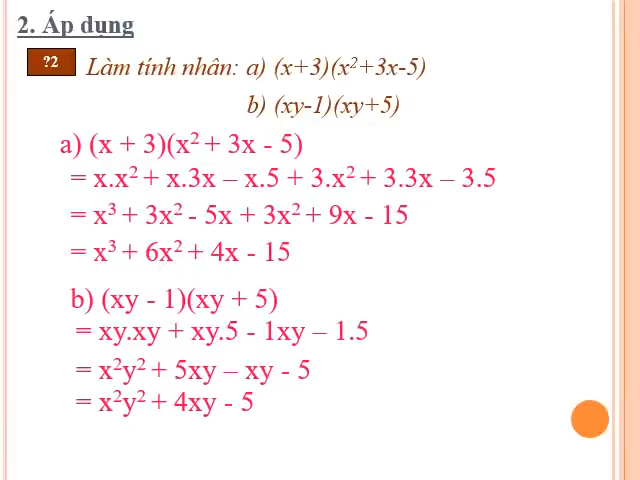 2. Áp dụng
?2 Làm tính nhân: a) (x+3)(x²+3x-5)
b) (xy-1)(xy+5)
a) (x + 3)(x² + 3x - 5)
= x.x² + x.3x – x.5 + 3.x² + 3.3x – 3.5
= x³ + 3x² - 5x + 3x² + 9x - 15
= x³ + 6x² + 4x - 15
b) (xy - 1)(xy + 5)
= xy.xy + xy.5 - 1xy – 1.5
= x²y² + 5xy – xy - 5
= x²y² + 4xy - 5